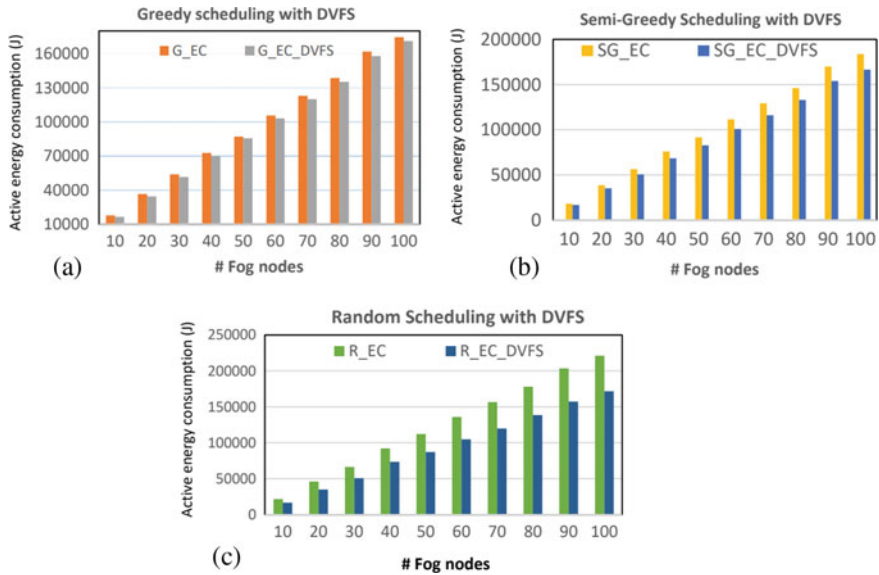 Greedy scheduling with DVFS
G_EC G_EC_DVFS
Active energy consumption (J)
160000
130000
100000
70000
40000
10000
10 20 30 40 50 60 70 80 90 100
# Fog nodes
(a)
Semi-Greedy Scheduling with DVFS
SG_EC SG_EC_DVFS
Active energy consumption (J)
200000
150000
100000
50000
0
10 20 30 40 50 60 70 80 90 100
# Fog nodes
(b)
Random Scheduling with DVFS
R_EC R_EC_DVFS
Active energy consumption (J)
250000
200000
150000
100000
50000
0
10 20 30 40 50 60 70 80 90 100
# Fog nodes
(c)